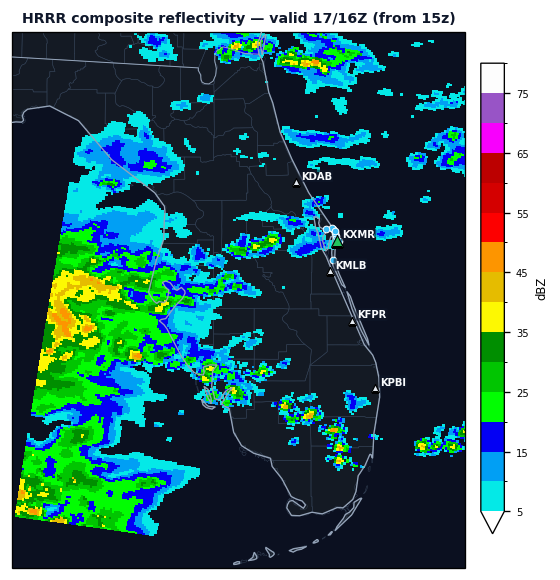 HRRR composite reflectivity — valid 17/16Z (from 15z)
KDAB
KXMR
KMLB
KFPR
KPBI
75
65
55
45
35
25
15
5
dBZ